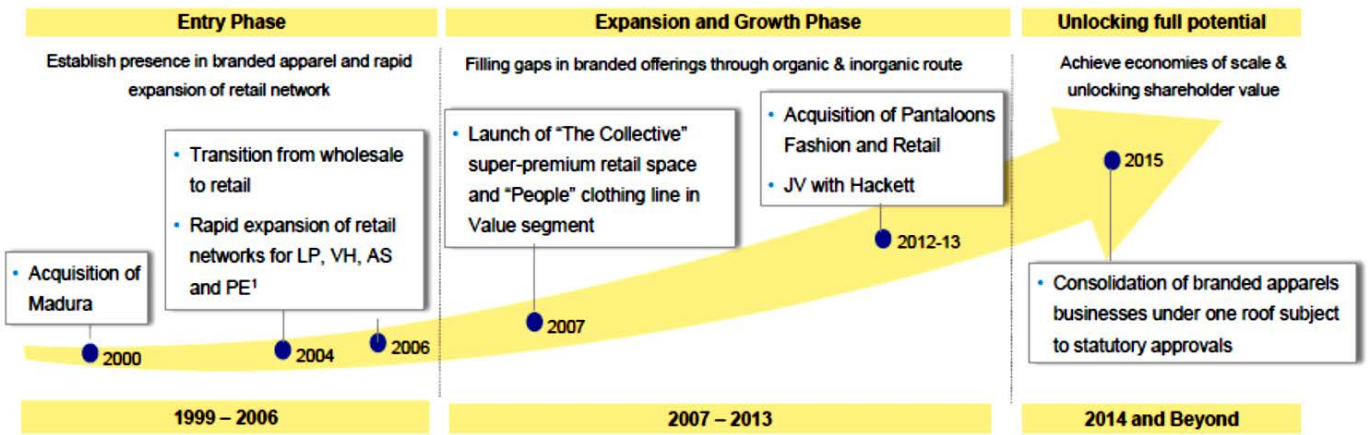 Entry Phase
Expansion and Growth Phase
Unlocking full potential
Establish presence in branded apparel and rapid
expansion of retail network
Filling gaps in branded offerings through organic & inorganic route
Achieve economies of scale &
unlocking shareholder value
• Acquisition of
Madura
2000
• Transition from wholesale
to retail
• Rapid expansion of retail
networks for LP, VH, AS
and PE¹
2004
2006
• Launch of “The Collective”
super-premium retail space
and “People” clothing line in
Value segment
2007
• Acquisition of Pantaloons
Fashion and Retail
• JV with Hackett
2012-13
2015
• Consolidation of branded apparels
businesses under one roof subject
to statutory approvals
1999 – 2006
2007 – 2013
2014 and Beyond